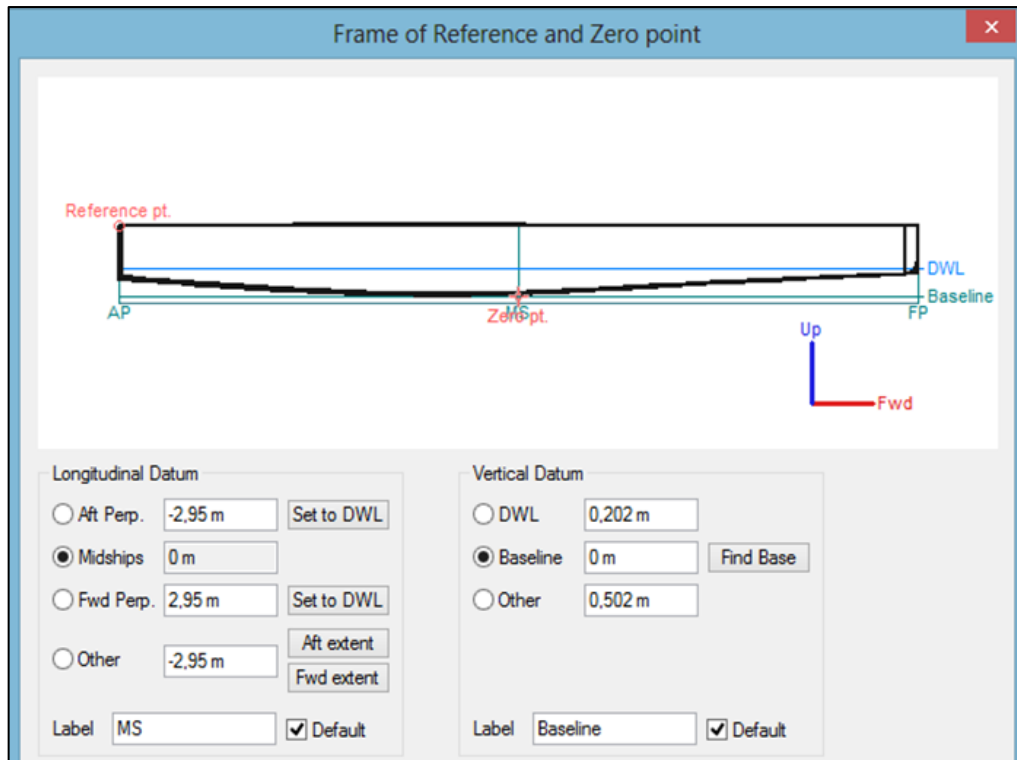 Frame of Reference and Zero point
Reference pt.
DWL
Baseline
AP
MS
Zero pt.
FP
Up
Fwd
Longitudinal Datum
Aft Perp. -2,95 m Set to DWL
Midships 0 m
Fwd Perp. 2,95 m Set to DWL
Other -2,95 m Aft extent
Fwd extent
Label MS Default
Vertical Datum
DWL 0,202 m
Baseline 0 m Find Base
Other 0,502 m
Label Baseline Default